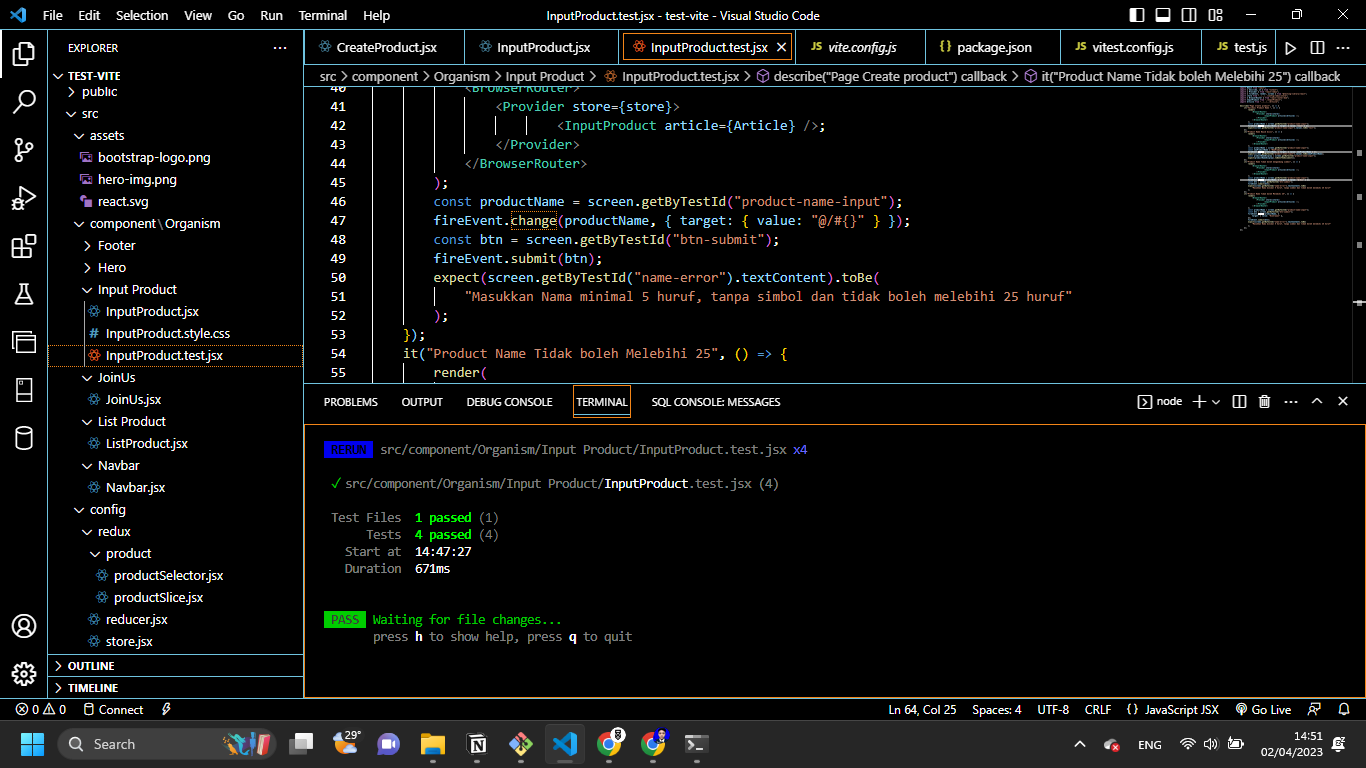 File Edit Selection View Go Run Terminal Help InputProduct.test.jsx - test-vite - Visual Studio Code
EXPLORER
TEST-VITE
public
src
assets
bootstrap-logo.png
hero-img.png
react.svg
component\Organism
Footer
Hero
Input Product
InputProduct.jsx
# InputProduct.style.css
InputProduct.test.jsx
JoinUs
JoinUs.jsx
List Product
ListProduct.jsx
Navbar
Navbar.jsx
config
redux
product
productSelector.jsx
productSlice.jsx
reducer.jsx
store.jsx
OUTLINE
TIMELINE
CreateProduct.jsx InputProduct.jsx InputProduct.test.jsx JS vite.config.js {} package.json JS vitest.config.js JS test.js
src > component > Organism > Input Product > InputProduct.test.jsx > describe("Page Create product") callback > it("Product Name Tidak boleh Melebihi 25") callback
40 <BrowserRouter>
41 <Provider store={store}>
42 <InputProduct article={Article} />;
43 </Provider>
44 </BrowserRouter>
45 );
46 const productName = screen.getByTestId("product-name-input");
47 fireEvent.change(productName, { target: { value: "@/#{}" } });
48 const btn = screen.getByTestId("btn-submit");
49 fireEvent.submit(btn);
50 expect(screen.getByTestId("name-error").textContent).toBe(
51 "Masukkan Nama minimal 5 huruf, tanpa simbol dan tidak boleh melebihi 25 huruf"
52 );
53 });
54 it("Product Name Tidak boleh Melebihi 25", () => {
55 render(
PROBLEMS OUTPUT DEBUG CONSOLE TERMINAL SQL CONSOLE: MESSAGES node
RERUN src/component/Organism/Input Product/InputProduct.test.jsx x4
✓ src/component/Organism/Input Product/InputProduct.test.jsx (4)
Test Files 1 passed (1)
Tests 4 passed (4)
Start at 14:47:27
Duration 671ms
PASS Waiting for file changes...
press h to show help, press q to quit
0 0 Connect Ln 64, Col 25 Spaces: 4 UTF-8 CRLF {} JavaScript JSX Go Live
Search 29° ENG 14:51
02/04/2023